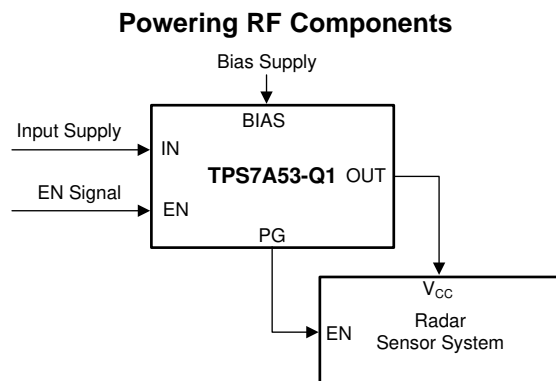 Powering RF Components
Bias Supply
Input Supply
BIAS
IN
TPS7A53-Q1
OUT
EN Signal
EN
PG
V_CC
EN
Radar
Sensor System